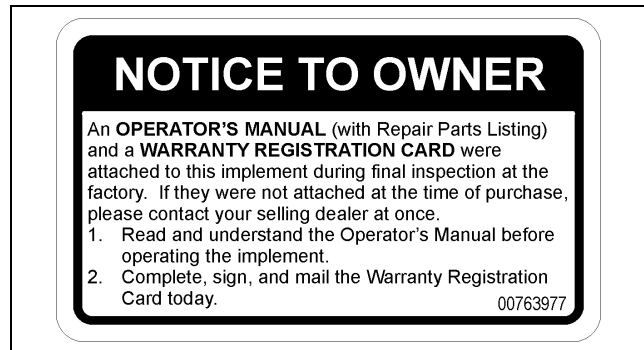 NOTICE TO OWNER
An OPERATOR'S MANUAL (with Repair Parts Listing)
and a WARRANTY REGISTRATION CARD were
attached to this implement during final inspection at the
factory.  If they were not attached at the time of purchase,
please contact your selling dealer at once.
1. Read and understand the Operator's Manual before
operating the implement.
2. Complete, sign, and mail the Warranty Registration
Card today.
00763977